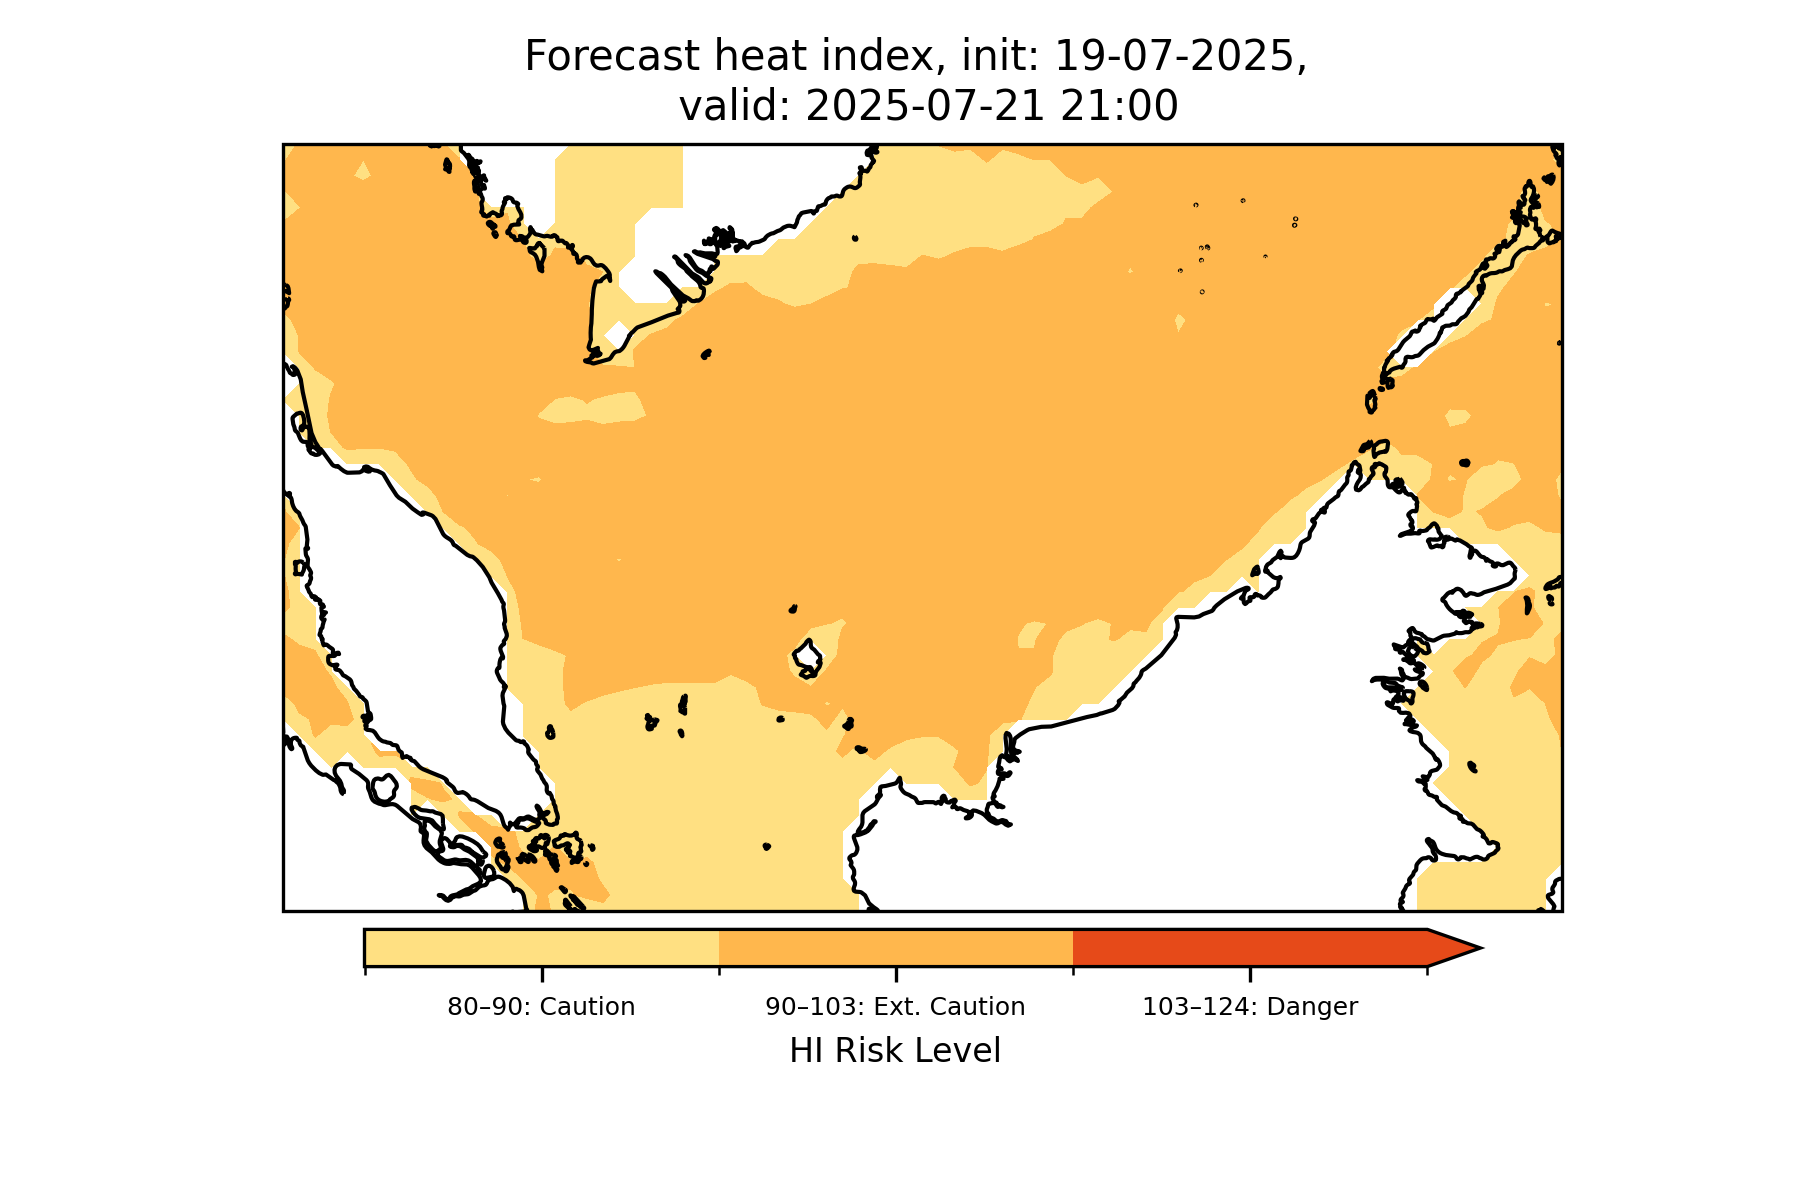 Forecast heat index, init: 19-07-2025,
valid: 2025-07-21 21:00
80–90: Caution
90–103: Ext. Caution
103–124: Danger
HI Risk Level